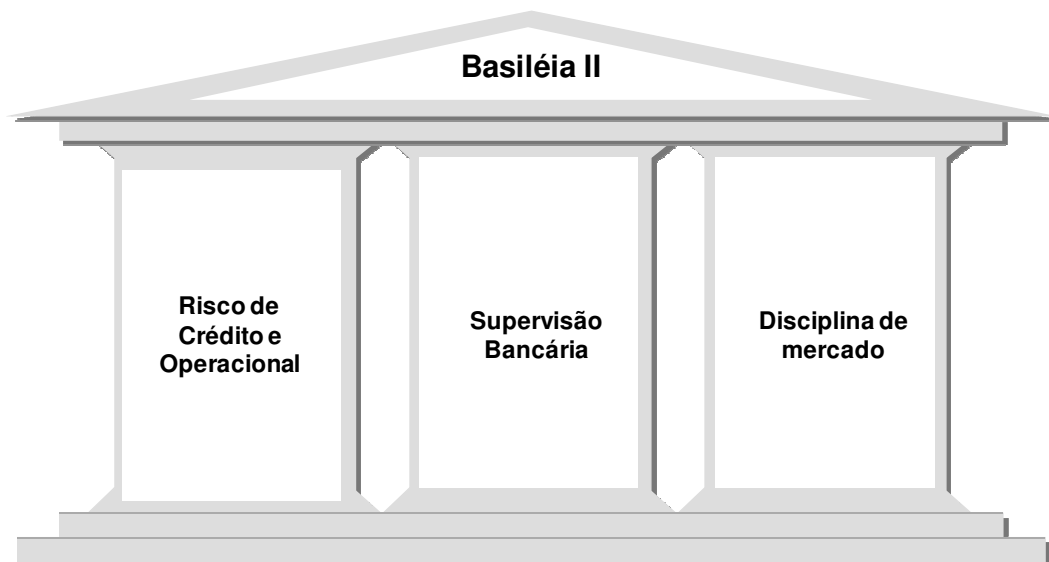 Basiléia II
Risco de
Crédito e
Operacional
Supervisão
Bancária
Disciplina de
mercado